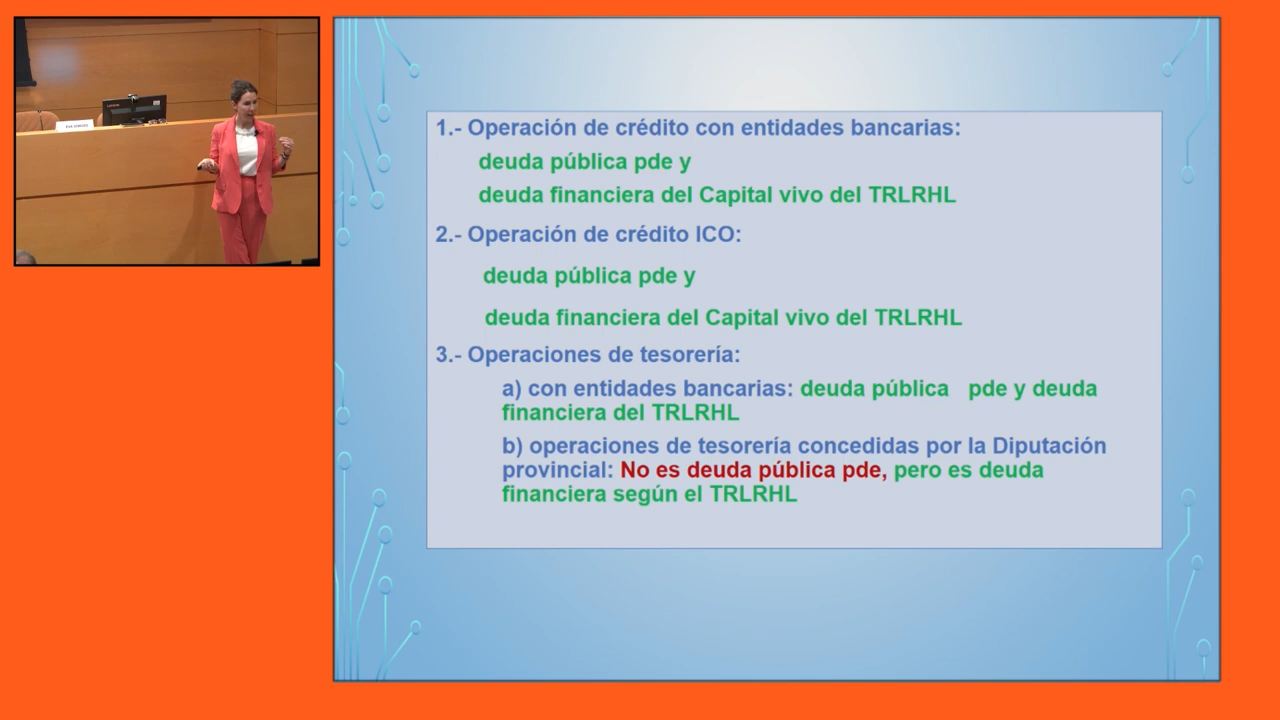 1.- Operación de crédito con entidades bancarias:
deuda pública pde y
deuda financiera del Capital vivo del TRLRHL
2.- Operación de crédito ICO:
deuda pública pde y
deuda financiera del Capital vivo del TRLRHL
3.- Operaciones de tesorería:
a) con entidades bancarias: deuda pública pde y deuda
financiera del TRLRHL
b) operaciones de tesorería concedidas por la Diputación
provincial: No es deuda pública pde, pero es deuda
financiera según el TRLRHL